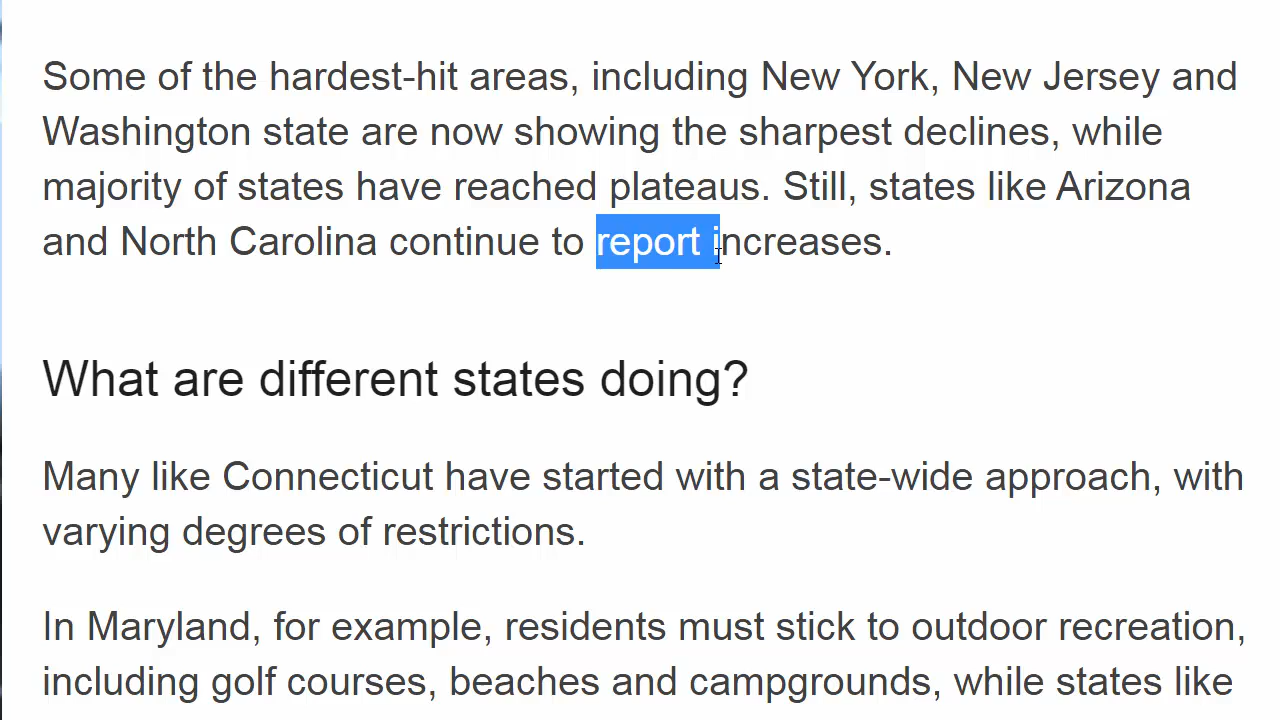 Some of the hardest-hit areas, including New York, New Jersey and
Washington state are now showing the sharpest declines, while
majority of states have reached plateaus. Still, states like Arizona
and North Carolina continue to report increases.
What are different states doing?
Many like Connecticut have started with a state-wide approach, with
varying degrees of restrictions.
In Maryland, for example, residents must stick to outdoor recreation,
including golf courses, beaches and campgrounds, while states like